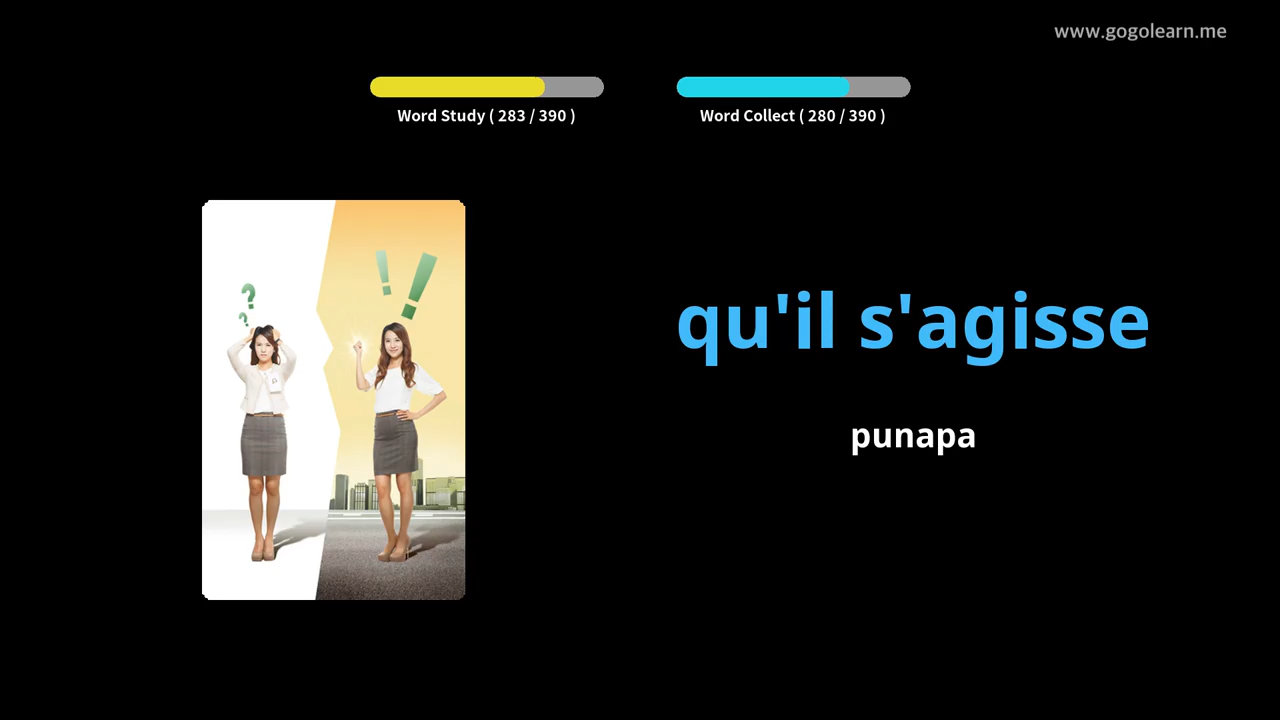 www.gogolearn.me
Word Study ( 283 / 390 )
Word Collect ( 280 / 390 )
? ?
! !
qu'il s'agisse
punapa